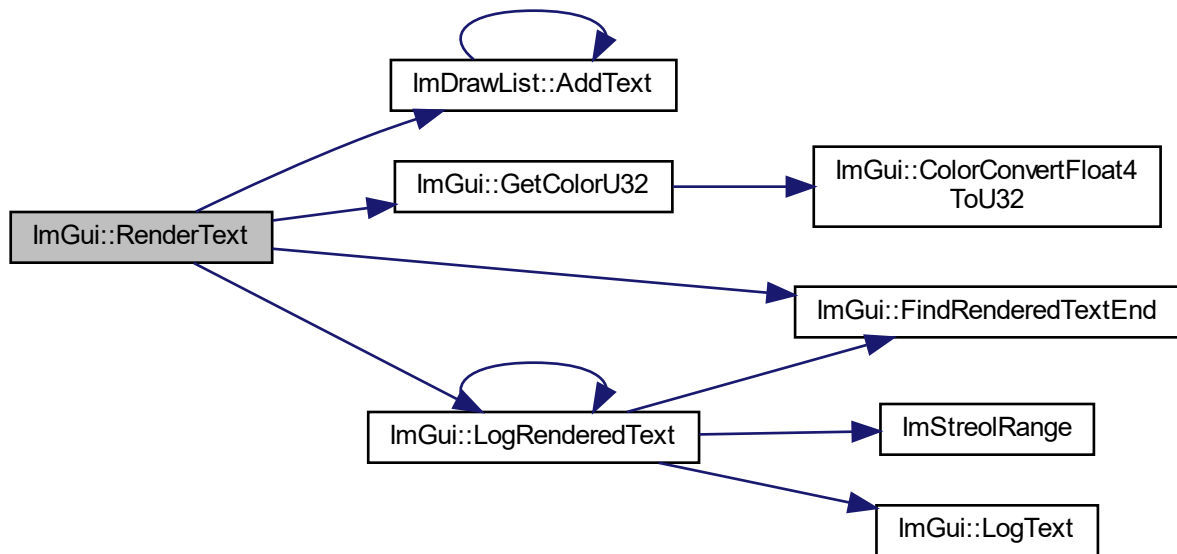 ImDrawList::AddText
ImGui::GetColorU32
ImGui::ColorConvertFloat4
ToU32
ImGui::RenderText
ImGui::FindRenderedTextEnd
ImGui::LogRenderedText
ImStreolRange
ImGui::LogText